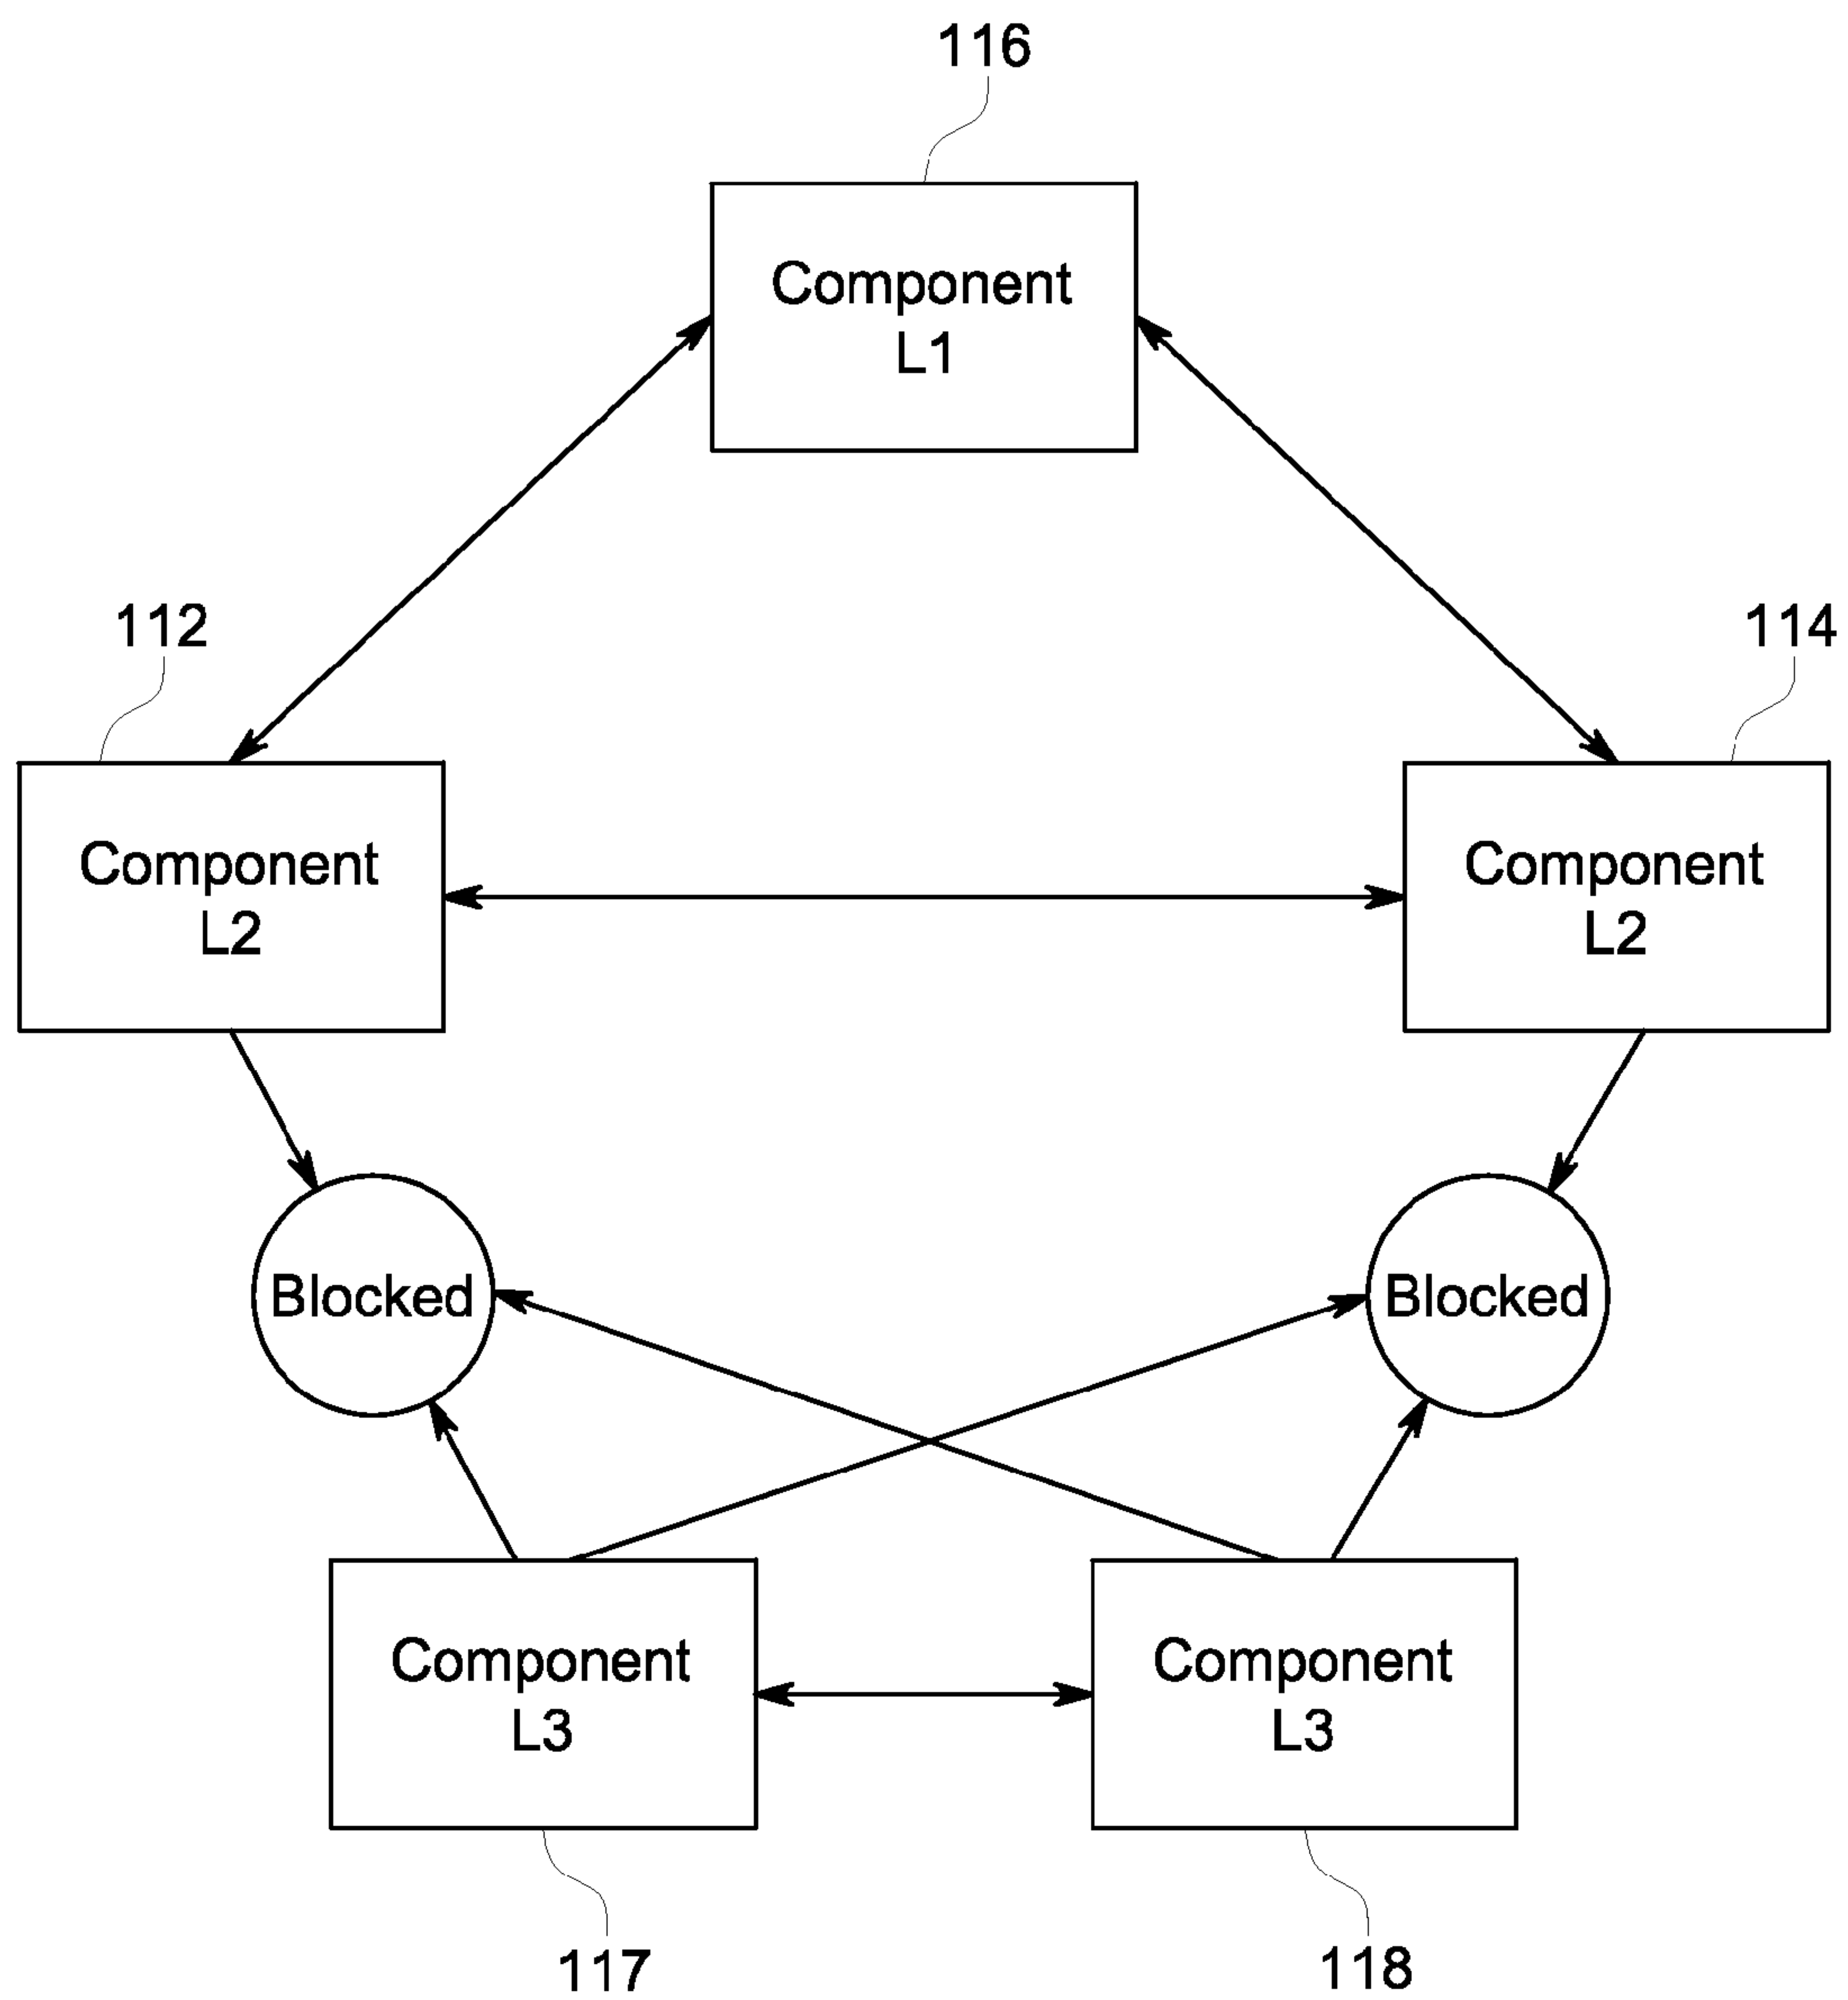 116
Component
L1
112
114
Component
L2
Component
L2
Blocked
Blocked
Component
L3
Component
L3
117
118